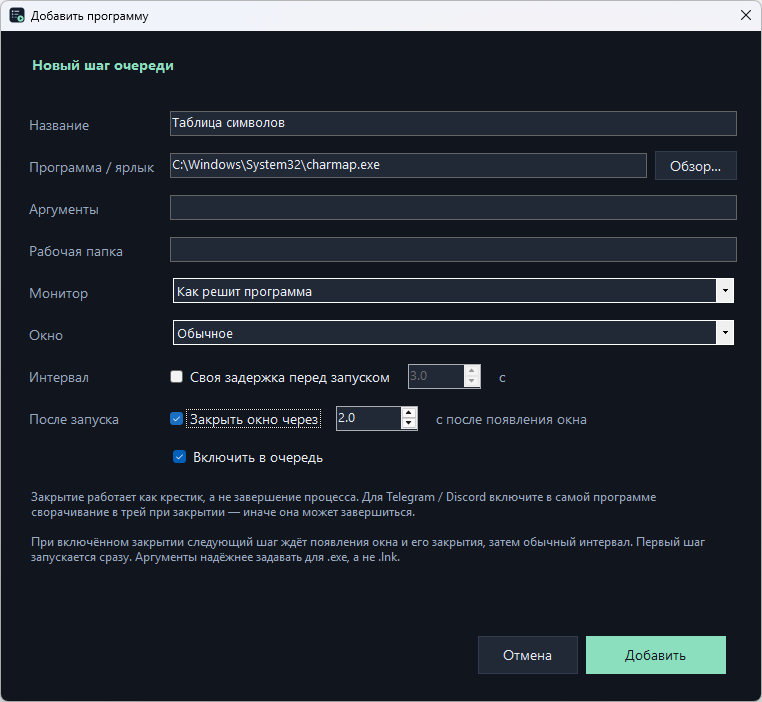 Добавить программу
Новый шаг очереди
Название
Таблица символов
Программа / ярлык
C:\Windows\System32\charmap.exe
Обзор...
Аргументы
Рабочая папка
Монитор
Как решит программа
Окно
Обычное
Интервал
Своя задержка перед запуском
3.0
с
После запуска
Закрыть окно через
2.0
с после появления окна
Включить в очередь
Закрытие работает как крестик, а не завершение процесса. Для Telegram / Discord включите в самой программе
сворачивание в трей при закрытии — иначе она может завершиться.
При включённом закрытии следующий шаг ждёт появления окна и его закрытия, затем обычный интервал. Первый шаг
запускается сразу. Аргументы надёжнее задавать для .exe, а не .lnk.
Отмена
Добавить